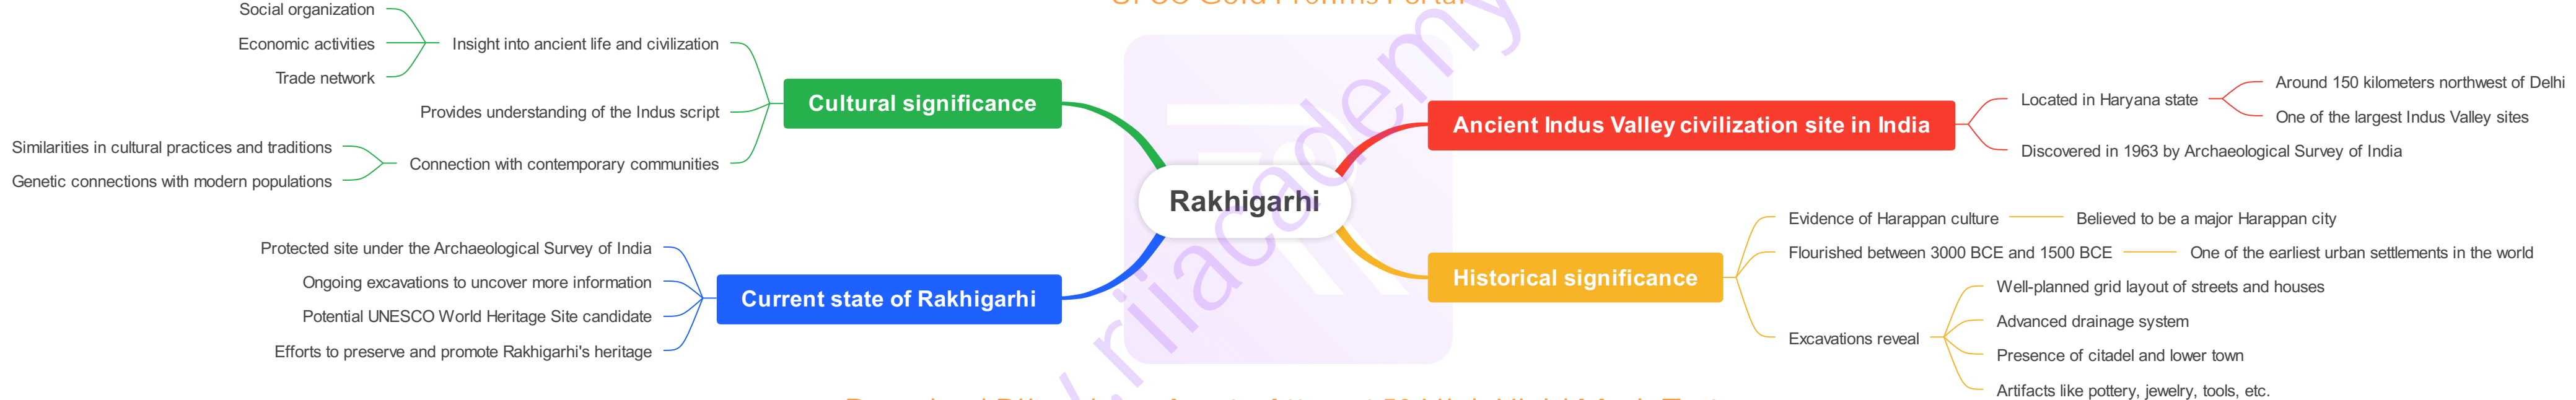 Rakhigarhi
Ancient Indus Valley civilization site in India
Located in Haryana state
Around 150 kilometers northwest of Delhi
One of the largest Indus Valley sites
Discovered in 1963 by Archaeological Survey of India
Historical significance
Evidence of Harappan culture
Believed to be a major Harappan city
Flourished between 3000 BCE and 1500 BCE
One of the earliest urban settlements in the world
Excavations reveal
Well-planned grid layout of streets and houses
Advanced drainage system
Presence of citadel and lower town
Artifacts like pottery, jewelry, tools, etc.
Cultural significance
Insight into ancient life and civilization
Social organization
Economic activities
Trade network
Provides understanding of the Indus script
Connection with contemporary communities
Similarities in cultural practices and traditions
Genetic connections with modern populations
Current state of Rakhigarhi
Protected site under the Archaeological Survey of India
Ongoing excavations to uncover more information
Potential UNESCO World Heritage Site candidate
Efforts to preserve and promote Rakhigarhi's heritage